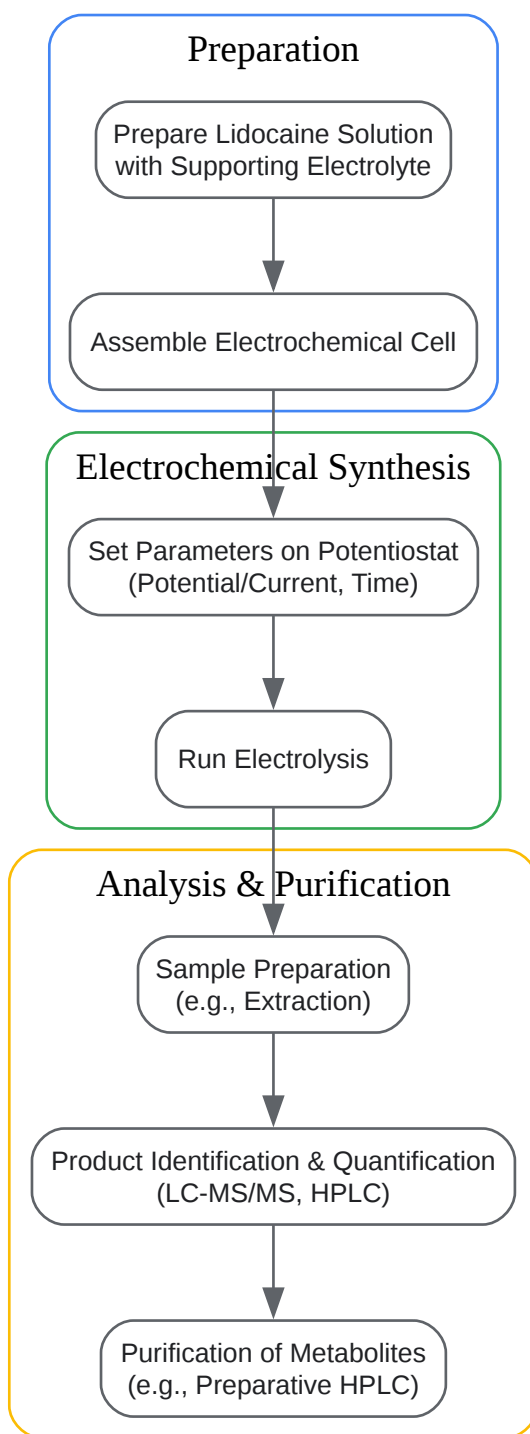 Preparation
Prepare Lidocaine Solution
with Supporting Electrolyte
Assemble Electrochemical Cell
Electrochemical Synthesis
Set Parameters on Potentiostat
(Potential/Current, Time)
Run Electrolysis
Analysis & Purification
Sample Preparation
(e.g., Extraction)
Product Identification & Quantification
(LC-MS/MS, HPLC)
Purification of Metabolites
(e.g., Preparative HPLC)